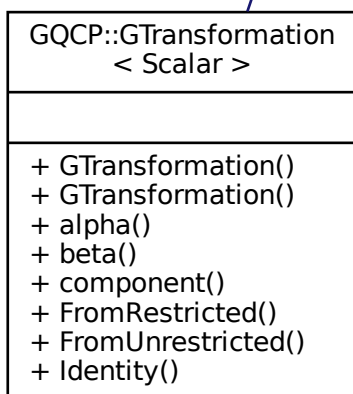 GQCP::GTransformation
< Scalar >
+ GTransformation()
+ GTransformation()
+ alpha()
+ beta()
+ component()
+ FromRestricted()
+ FromUnrestricted()
+ Identity()